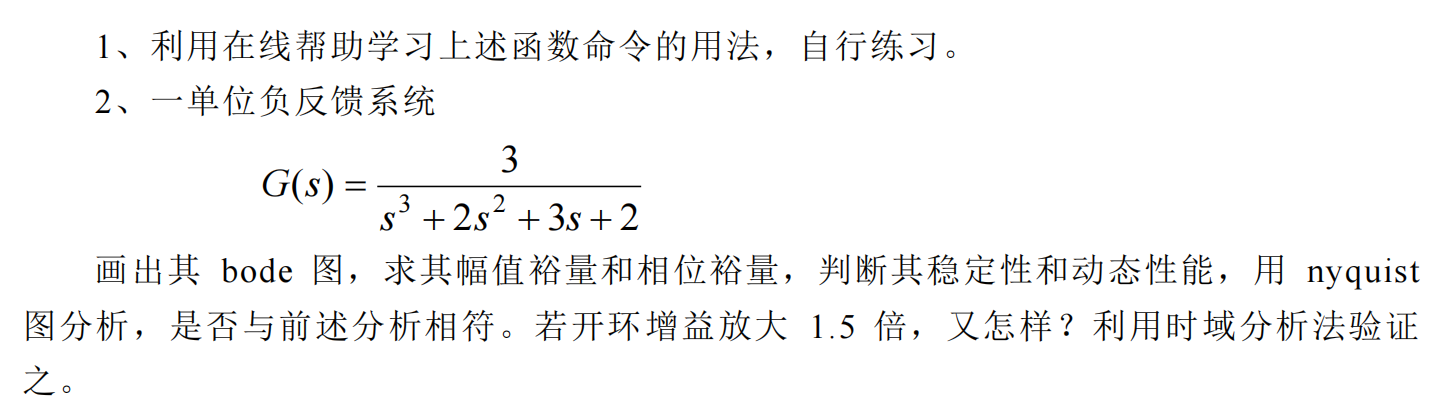 1、利用在线帮助学习上述函数命令的用法，自行练习。
2、一单位负反馈系统
G(s) = 3 / (s³ + 2s² + 3s + 2)
画出其 bode 图，求其幅值裕量和相位裕量，判断其稳定性和动态性能，用 nyquist
图分析，是否与前述分析相符。若开环增益放大 1.5 倍，又怎样？利用时域分析法验证
之。